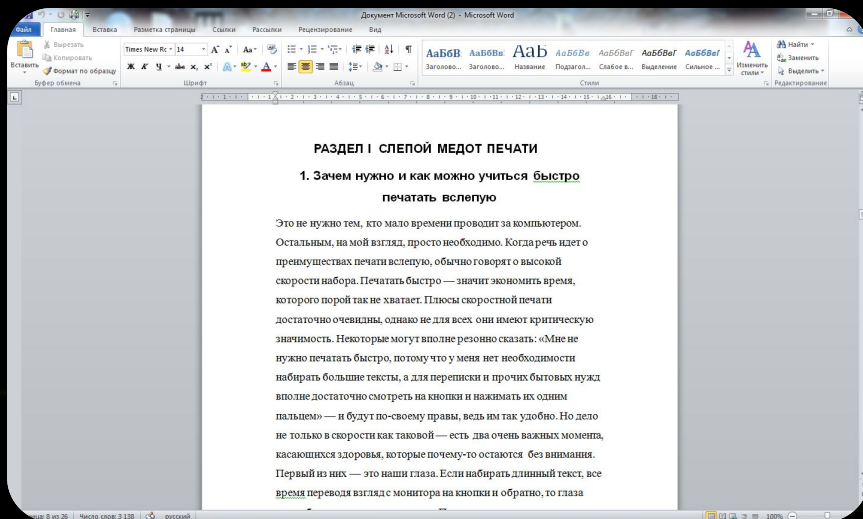 Документ Microsoft Word (2) - Microsoft Word
Файл Главная Вставка Разметка страницы Ссылки Рассылки Рецензирование Вид
Вставить
Вырезать
Копировать
Формат по образцу
Буфер обмена
Times New Rc 14
Шрифт
Абзац
АаБбВ АаБбВв АаБ АаБбВв АаБбВвГ АаБбВвГ АаБбВвГ
Заголово... Заголово... Название Подзагол... Слабое в... Выделение Сильное ...
Изменить стили
Стили
Найти
Заменить
Выделить
Редактирование
РАЗДЕЛ I СЛЕПОЙ МЕДОТ ПЕЧАТИ
1. Зачем нужно и как можно учиться быстро
печатать вслепую
Это не нужно тем, кто мало времени проводит за компьютером.
Остальным, на мой взгляд, просто необходимо. Когда речь идет о
преимуществах печати вслепую, обычно говорят о высокой
скорости набора. Печатать быстро — значит экономить время,
которого порой так не хватает. Плюсы скоростной печати
достаточно очевидны, однако не для всех они имеют критическую
значимость. Некоторые могут вполне резонно сказать: «Мне не
нужно печатать быстро, потому что у меня нет необходимости
набирать большие тексты, а для переписки и прочих бытовых нужд
вполне достаточно смотреть на кнопки и нажимать их одним
пальцем» — и будут по-своему правы, ведь им так удобно. Но дело
не только в скорости как таковой — есть два очень важных момента,
касающихся здоровья, которые почему-то остаются без внимания.
Первый из них — это наши глаза. Если набирать длинный текст, все
время переводя взгляд с монитора на кнопки и обратно, то глаза
8 из 26 Число слов: 3 138 русский 100%